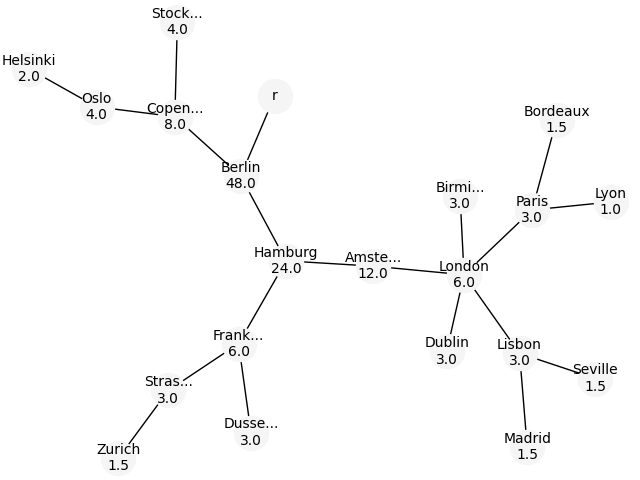 Stock...
4.0
Helsinki
2.0
Oslo
4.0
Copen...
8.0
r
Bordeaux
1.5
Berlin
48.0
Birmi...
3.0
Paris
3.0
Lyon
1.0
Hamburg
24.0
Amste...
12.0
London
6.0
Frank...
6.0
Dublin
3.0
Lisbon
3.0
Seville
1.5
Stras...
3.0
Dusse...
3.0
Madrid
1.5
Zurich
1.5